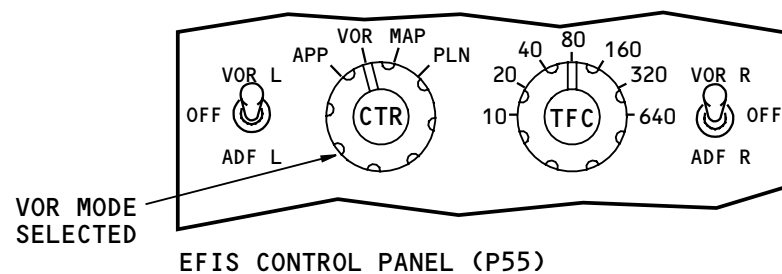 VOR L
OFF
ADF L
APP
VOR
MAP
PLN
CTR
10
20
40
80
160
320
640
TFC
VOR R
OFF
ADF R
VOR MODE
SELECTED
EFIS CONTROL PANEL (P55)